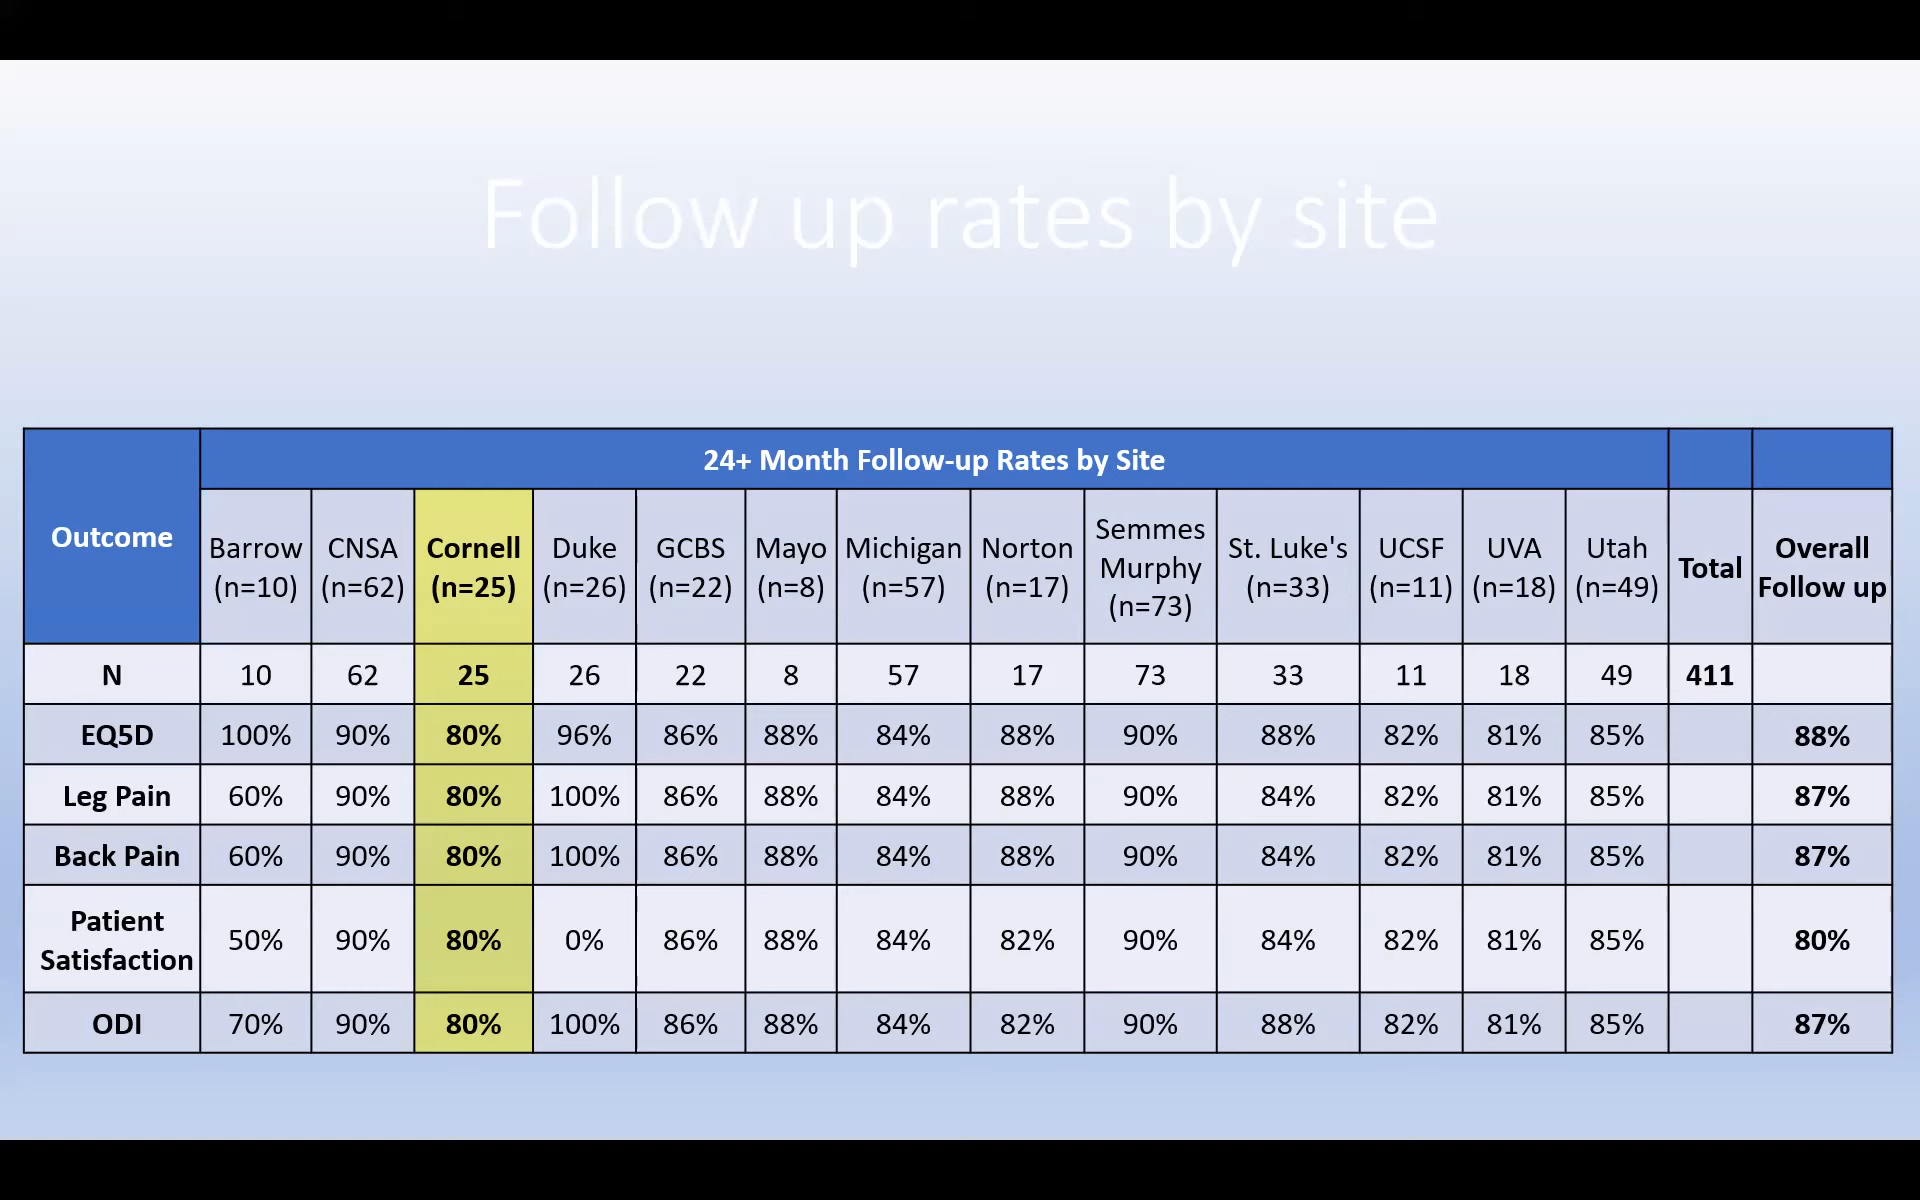 Follow up rates by site
Outcome
24+ Month Follow-up Rates by Site
Barrow (n=10) CNSA (n=62) Cornell (n=25) Duke (n=26) GCBS (n=22) Mayo (n=8) Michigan (n=57) Norton (n=17) Semmes Murphy (n=73) St. Luke's (n=33) UCSF (n=11) UVA (n=18) Utah (n=49) Total Overall Follow up
N 10 62 25 26 22 8 57 17 73 33 11 18 49 411
EQ5D 100% 90% 80% 96% 86% 88% 84% 88% 90% 88% 82% 81% 85% 88%
Leg Pain 60% 90% 80% 100% 86% 88% 84% 88% 90% 84% 82% 81% 85% 87%
Back Pain 60% 90% 80% 100% 86% 88% 84% 88% 90% 84% 82% 81% 85% 87%
Patient Satisfaction 50% 90% 80% 0% 86% 88% 84% 82% 90% 84% 82% 81% 85% 80%
ODI 70% 90% 80% 100% 86% 88% 84% 82% 90% 88% 82% 81% 85% 87%